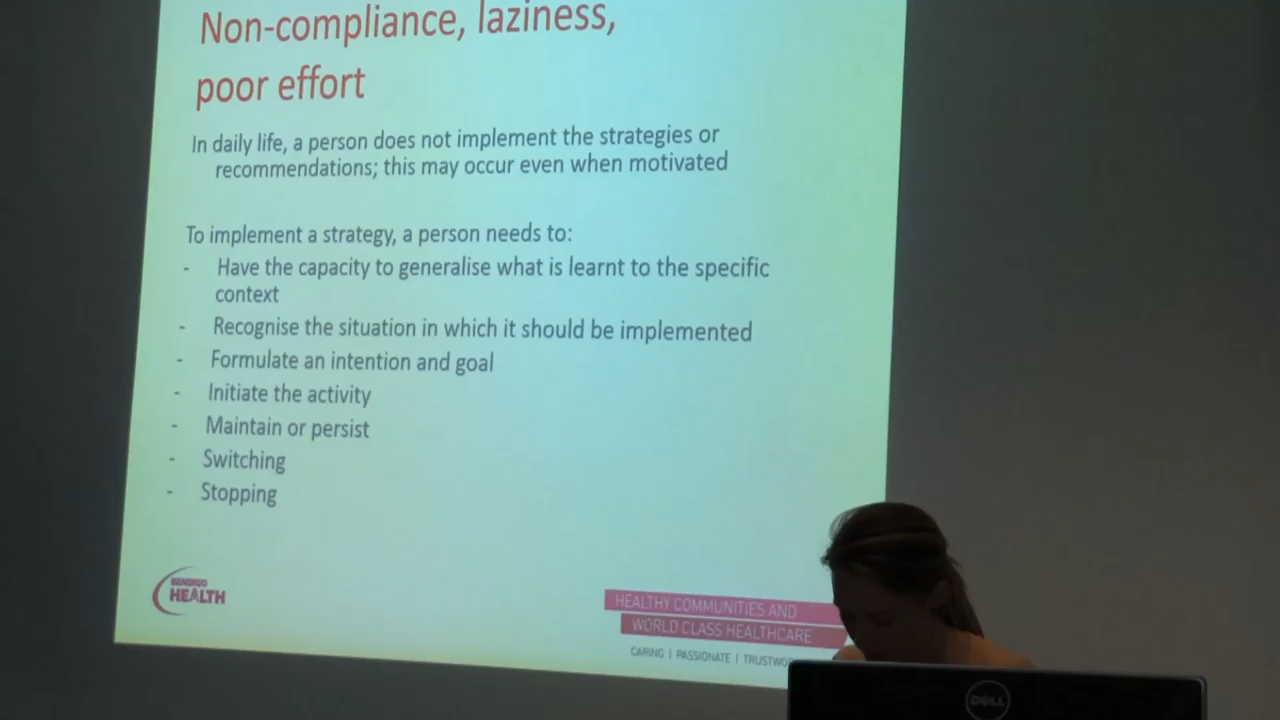 Non-compliance, laziness,
poor effort
In daily life, a person does not implement the strategies or
recommendations; this may occur even when motivated
To implement a strategy, a person needs to:
- Have the capacity to generalise what is learnt to the specific
context
- Recognise the situation in which it should be implemented
- Formulate an intention and goal
- Initiate the activity
- Maintain or persist
- Switching
- Stopping
BENDIGO
HEALTH
HEALTHY COMMUNITIES AND
WORLD CLASS HEALTHCARE
CARING | PASSIONATE | TRUSTWO
DELL